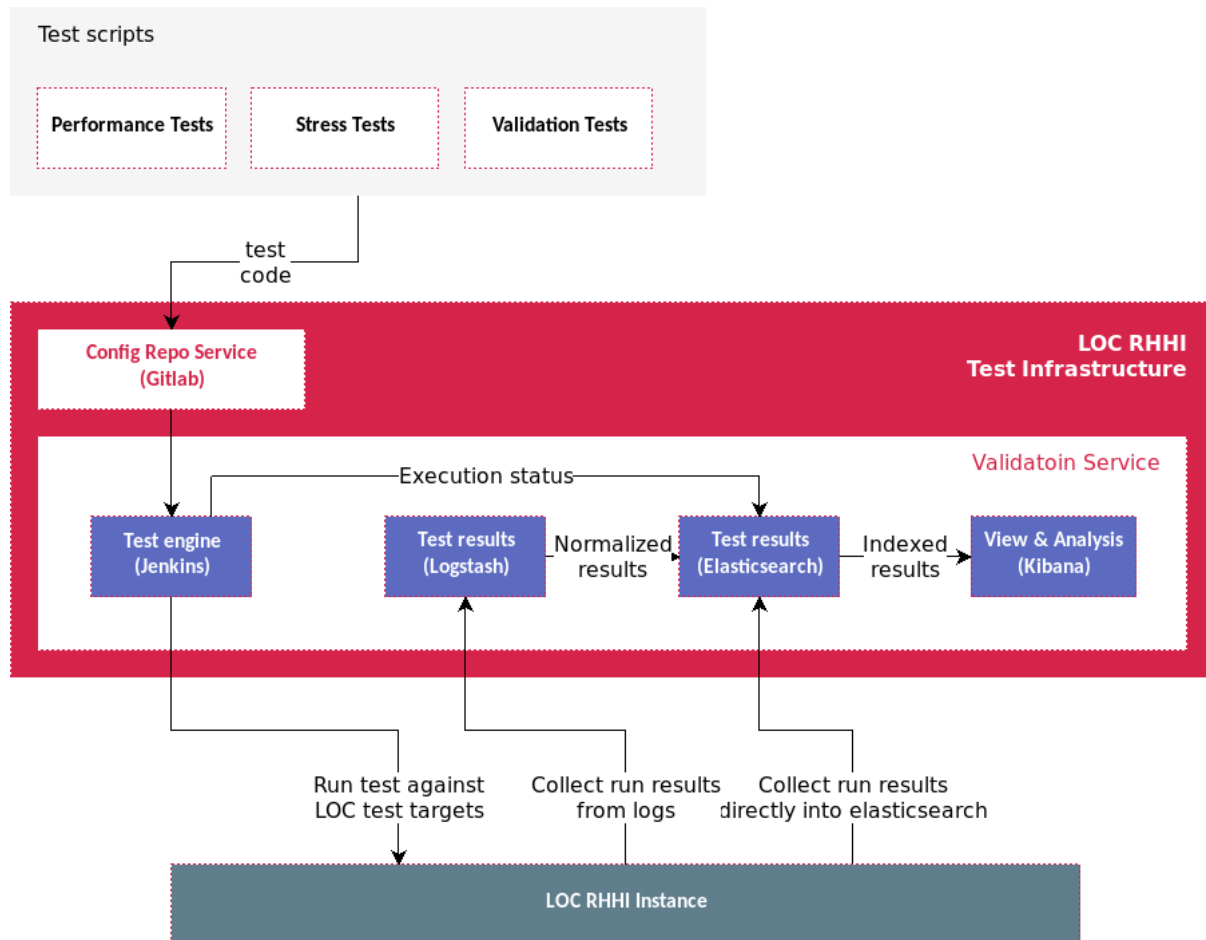 Test scripts
Performance Tests
Stress Tests
Validation Tests
test
code
Config Repo Service
(Gitlab)
LOC RHHI
Test Infrastructure
Validatoin Service
Execution status
Test engine
(Jenkins)
Test results
(Logstash)
Normalized
results
Test results
(Elasticsearch)
Indexed
results
View & Analysis
(Kibana)
Run test against
LOC test targets
Collect run results
from logs
Collect run results
directly into elasticsearch
LOC RHHI Instance